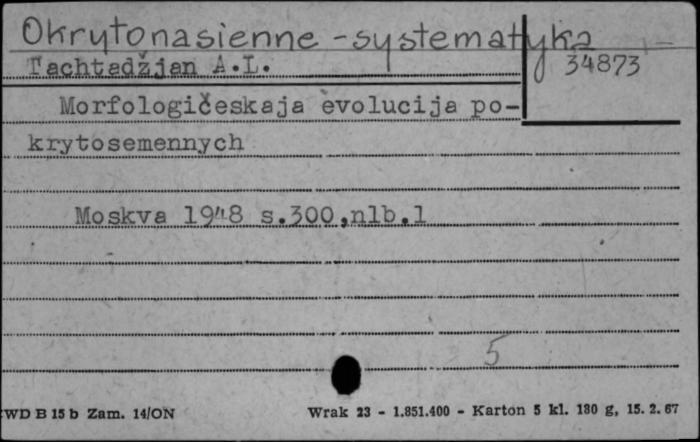 Okrytonasienne - systematyka
Tachtadžjan A.L.
34873
Morfologičeskaja èvolucija po-
krytosemennych
Moskva 1948 s.300,nlb.1
5
WD B 15 b Zam. 14/ON
Wrak 23 - 1.851.400 - Karton 5 kl. 180 g, 15. 2. 67